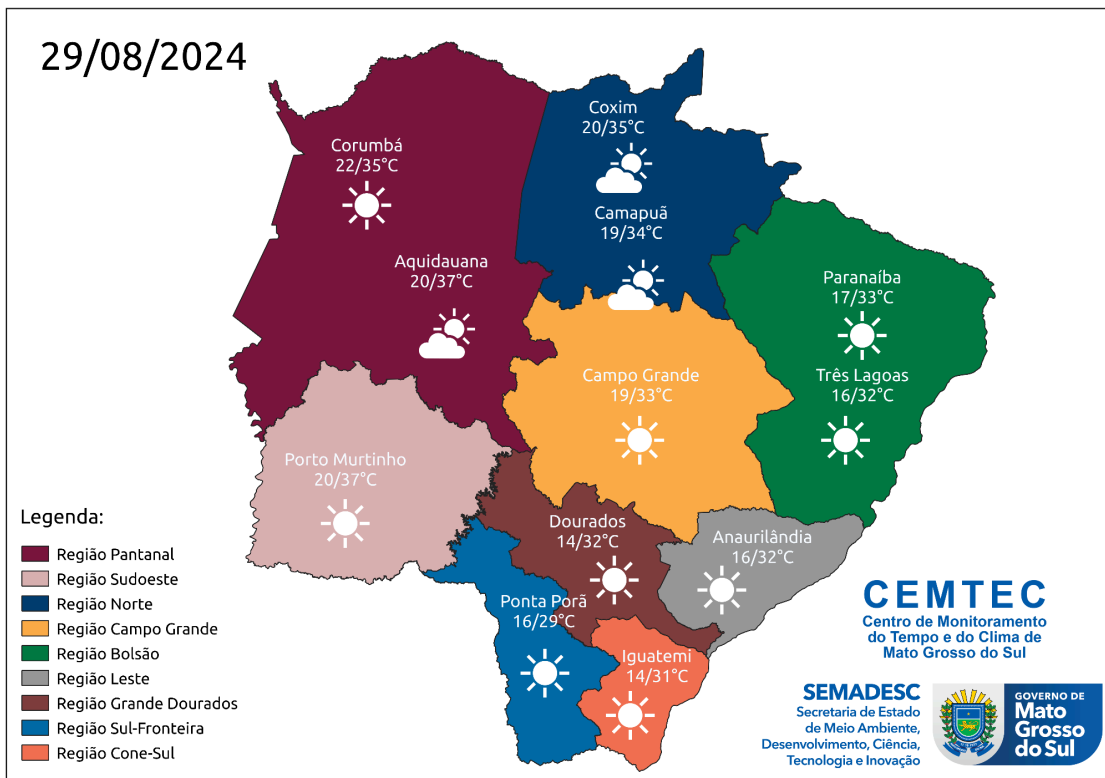 29/08/2024
Coxim
20/35°C
Corumbá
22/35°C
Camapuã
19/34°C
Aquidauana
20/37°C
Paranaíba
17/33°C
Campo Grande
19/33°C
Três Lagoas
16/32°C
Porto Murtinho
20/37°C
Dourados
14/32°C
Anaurilândia
16/32°C
Ponta Porã
16/29°C
Iguatemi
14/31°C
Legenda:
Região Pantanal
Região Sudoeste
Região Norte
Região Campo Grande
Região Bolsão
Região Leste
Região Grande Dourados
Região Sul-Fronteira
Região Cone-Sul
CEMTEC
Centro de Monitoramento
do Tempo e do Clima de
Mato Grosso do Sul
SEMADESC
Secretaria de Estado
de Meio Ambiente,
Desenvolvimento, Ciência,
Tecnologia e Inovação
GOVERNO DE
Mato
Grosso
do Sul